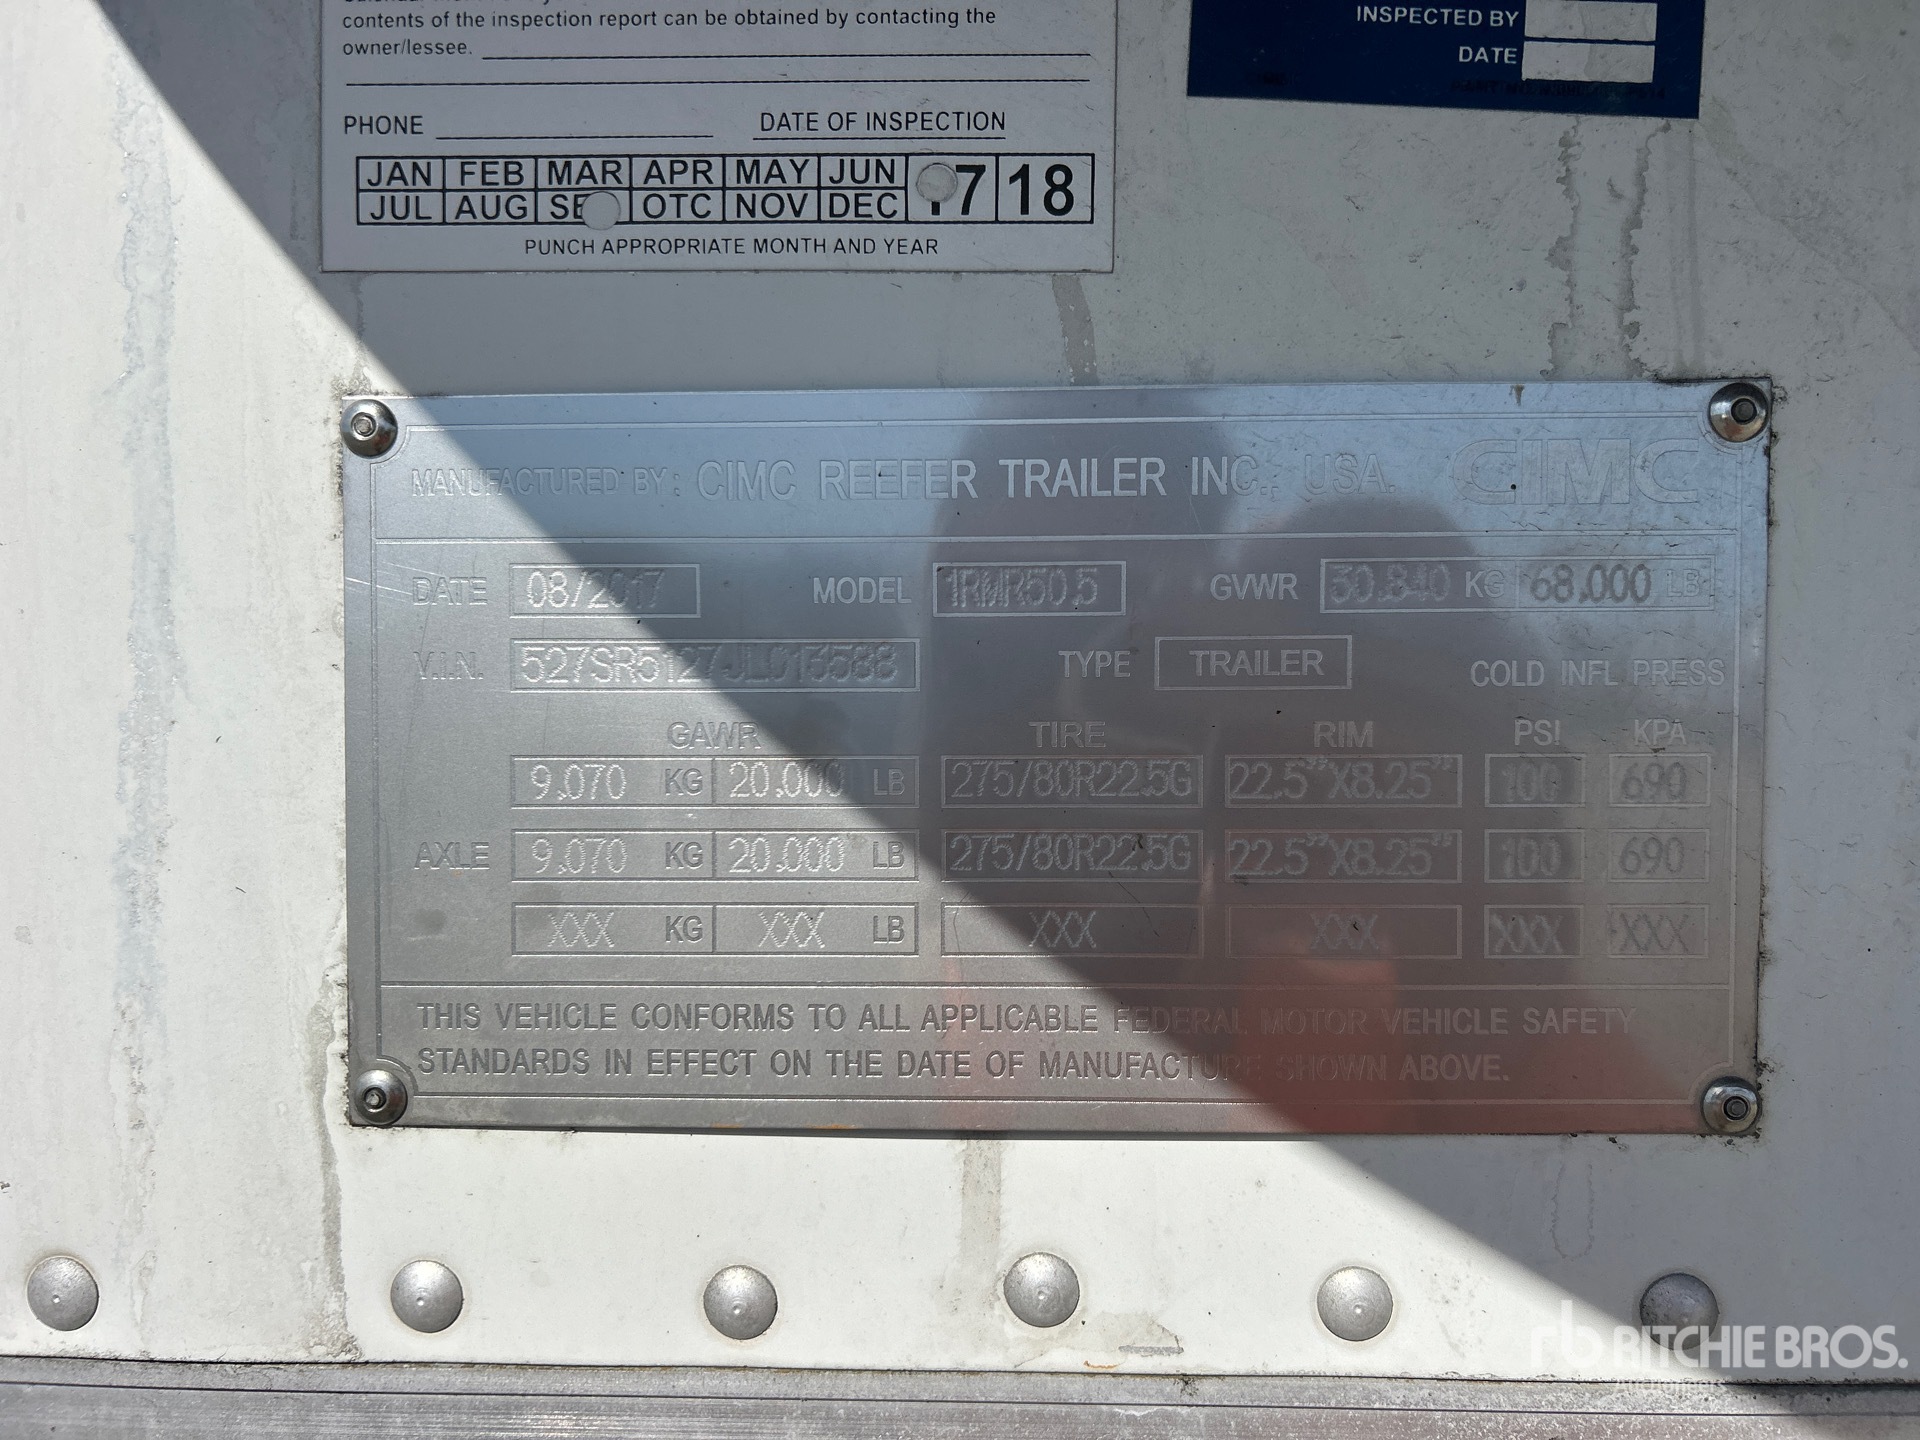 contents of the inspection report can be obtained by contacting the
owner/lessee.
PHONE DATE OF INSPECTION
JAN FEB MAR APR MAY JUN 17 18
JUL AUG SE OTC NOV DEC
PUNCH APPROPRIATE MONTH AND YEAR
INSPECTED BY
DATE
MANUFACTURED BY: CIMC REEFER TRAILER INC., USA. CIMC
DATE 08/2017 MODEL 1RMR50.5 GVWR 30.840 KG 68,000 LB
V.I.N. 527SR5127JL013588 TYPE TRAILER COLD INFL PRESS
GAWR TIRE RIM PSI KPA
9.070 KG 20.000 LB 275/80R22.5G 22.5"X8.25" 100 690
AXLE 9.070 KG 20.000 LB 275/80R22.5G 22.5"X8.25" 100 690
XXX KG XXX LB XXX XXX XXX XXX
THIS VEHICLE CONFORMS TO ALL APPLICABLE FEDERAL MOTOR VEHICLE SAFETY
STANDARDS IN EFFECT ON THE DATE OF MANUFACTURE SHOWN ABOVE.
rb RITCHIE BROS.
Auctioneers